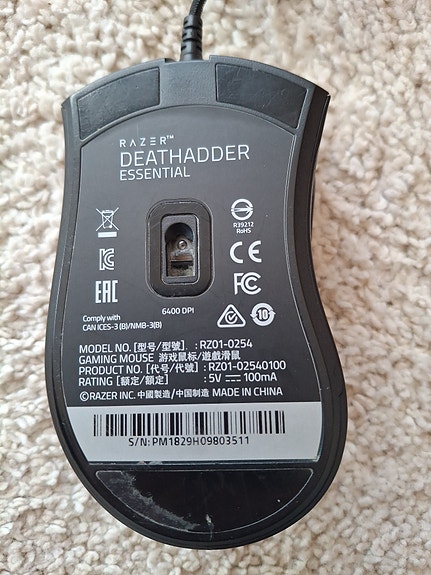 RAZER™
DEATHADDER
ESSENTIAL
R39212
RoHS
EAC
CE
FC
10
6400 DPI
Comply with
CAN ICES-3 (B)/NMB-3(B)
MODEL NO. [型号/型號] : RZ01-0254
GAMING MOUSE 游戏鼠标/遊戲滑鼠
PRODUCT NO. [代号/代號] : RZ01-02540100
RATING [额定/額定] : 5V ⎓ 100mA
©RAZER INC. 中國製造/中国制造 MADE IN CHINA
S/N: PM1829H09803511